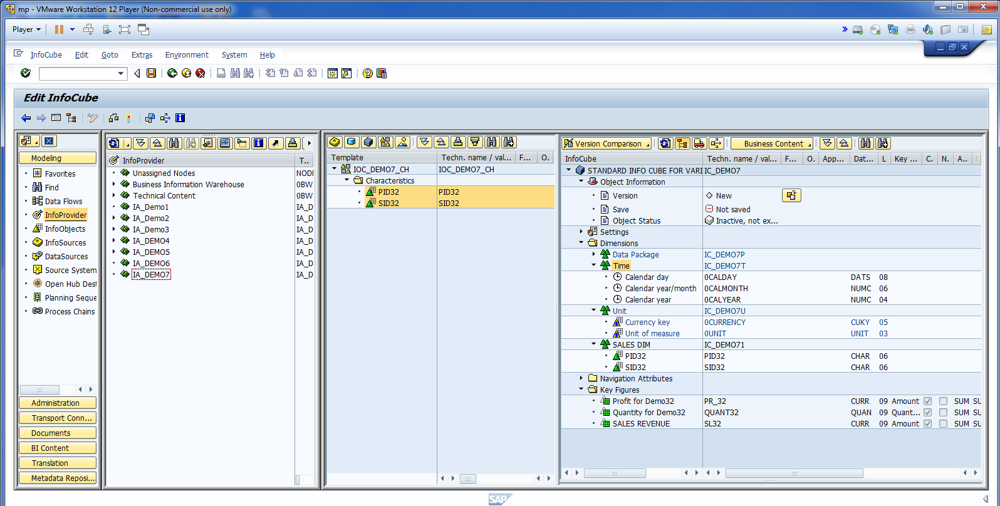 mp - VMware Workstation 12 Player (Non-commercial use only)
Player
InfoCube Edit Goto Extras Environment System Help
Edit InfoCube
Modeling
Favorites
Find
Data Flows
InfoProvider
InfoObjects
InfoSources
DataSources
Source System
Open Hub Dest
Planning Seque
Process Chains
Administration
Transport Conn...
Documents
BI Content
Translation
Metadata Reposi...
InfoProvider T..
Unassigned Nodes NODI
Business Information Warehouse 0BW
Technical Content 0BW
IA_Demo1 IA_D
IA_Demo2 IA_D
IA_Demo3 IA_D
IA_DEMO4 IA_D
IA_DEMO5 IA_D
IA_DEMO6 IA_D
IA_DEMO7 IA_D
Template Techn. name / val... F... O.
IOC_DEMO7_CH IOC_DEMO7_CH
Characteristics
PID32 PID32
SID32 SID32
Version Comparison Business Content
InfoCube Techn. name / val... F... O. App... Dat... L Key ... C. N. A..
STANDARD INFO CUBE FOR VARI IC_DEMO7
Object Information
Version New
Save Not saved
Object Status Inactive, not ex...
Settings
Dimensions
Data Package IC_DEMO7P
Time IC_DEMO7T
Calendar day 0CALDAY DATS 08
Calendar year/month 0CALMONTH NUMC 06
Calendar year 0CALYEAR NUMC 04
Unit IC_DEMO7U
Currency key 0CURRENCY CUKY 05
Unit of measure 0UNIT UNIT 03
SALES DIM IC_DEMO71
PID32 PID32 CHAR 06
SID32 SID32 CHAR 06
Navigation Attributes
Key Figures
Profit for Demo32 PR_32 CURR 09 Amount SUM SU
Quantity for Demo32 QUANT32 QUAN 09 Quant... SUM SU
SALES REVENUE SL32 CURR 09 Amount SUM SU
SAP